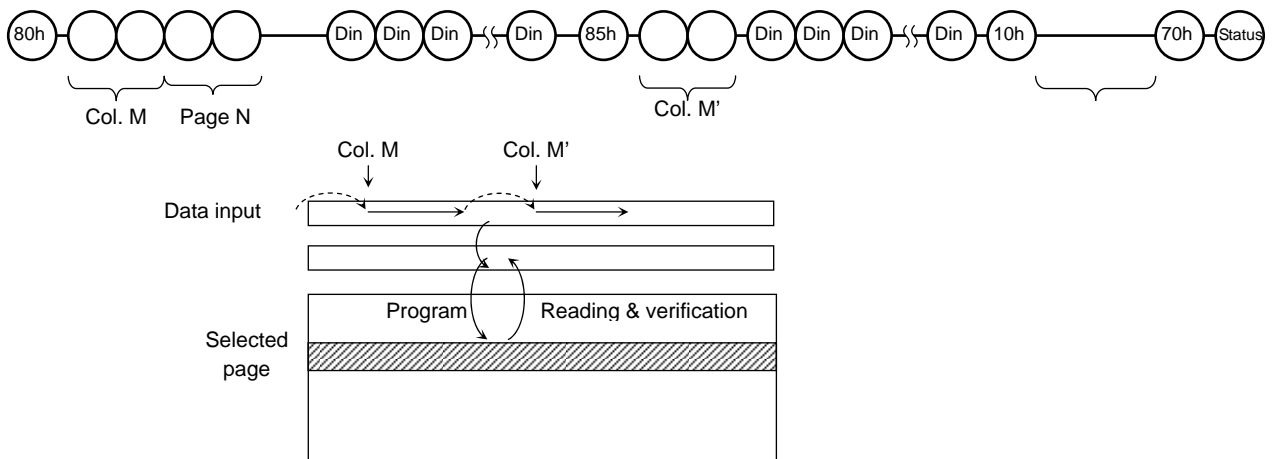 80h Din Din Din Din 85h Din Din Din Din 10h 70h Status
Col. M Page N Col. M’
Col. M Col. M’
Data input
Program Reading & verification
Selected
page